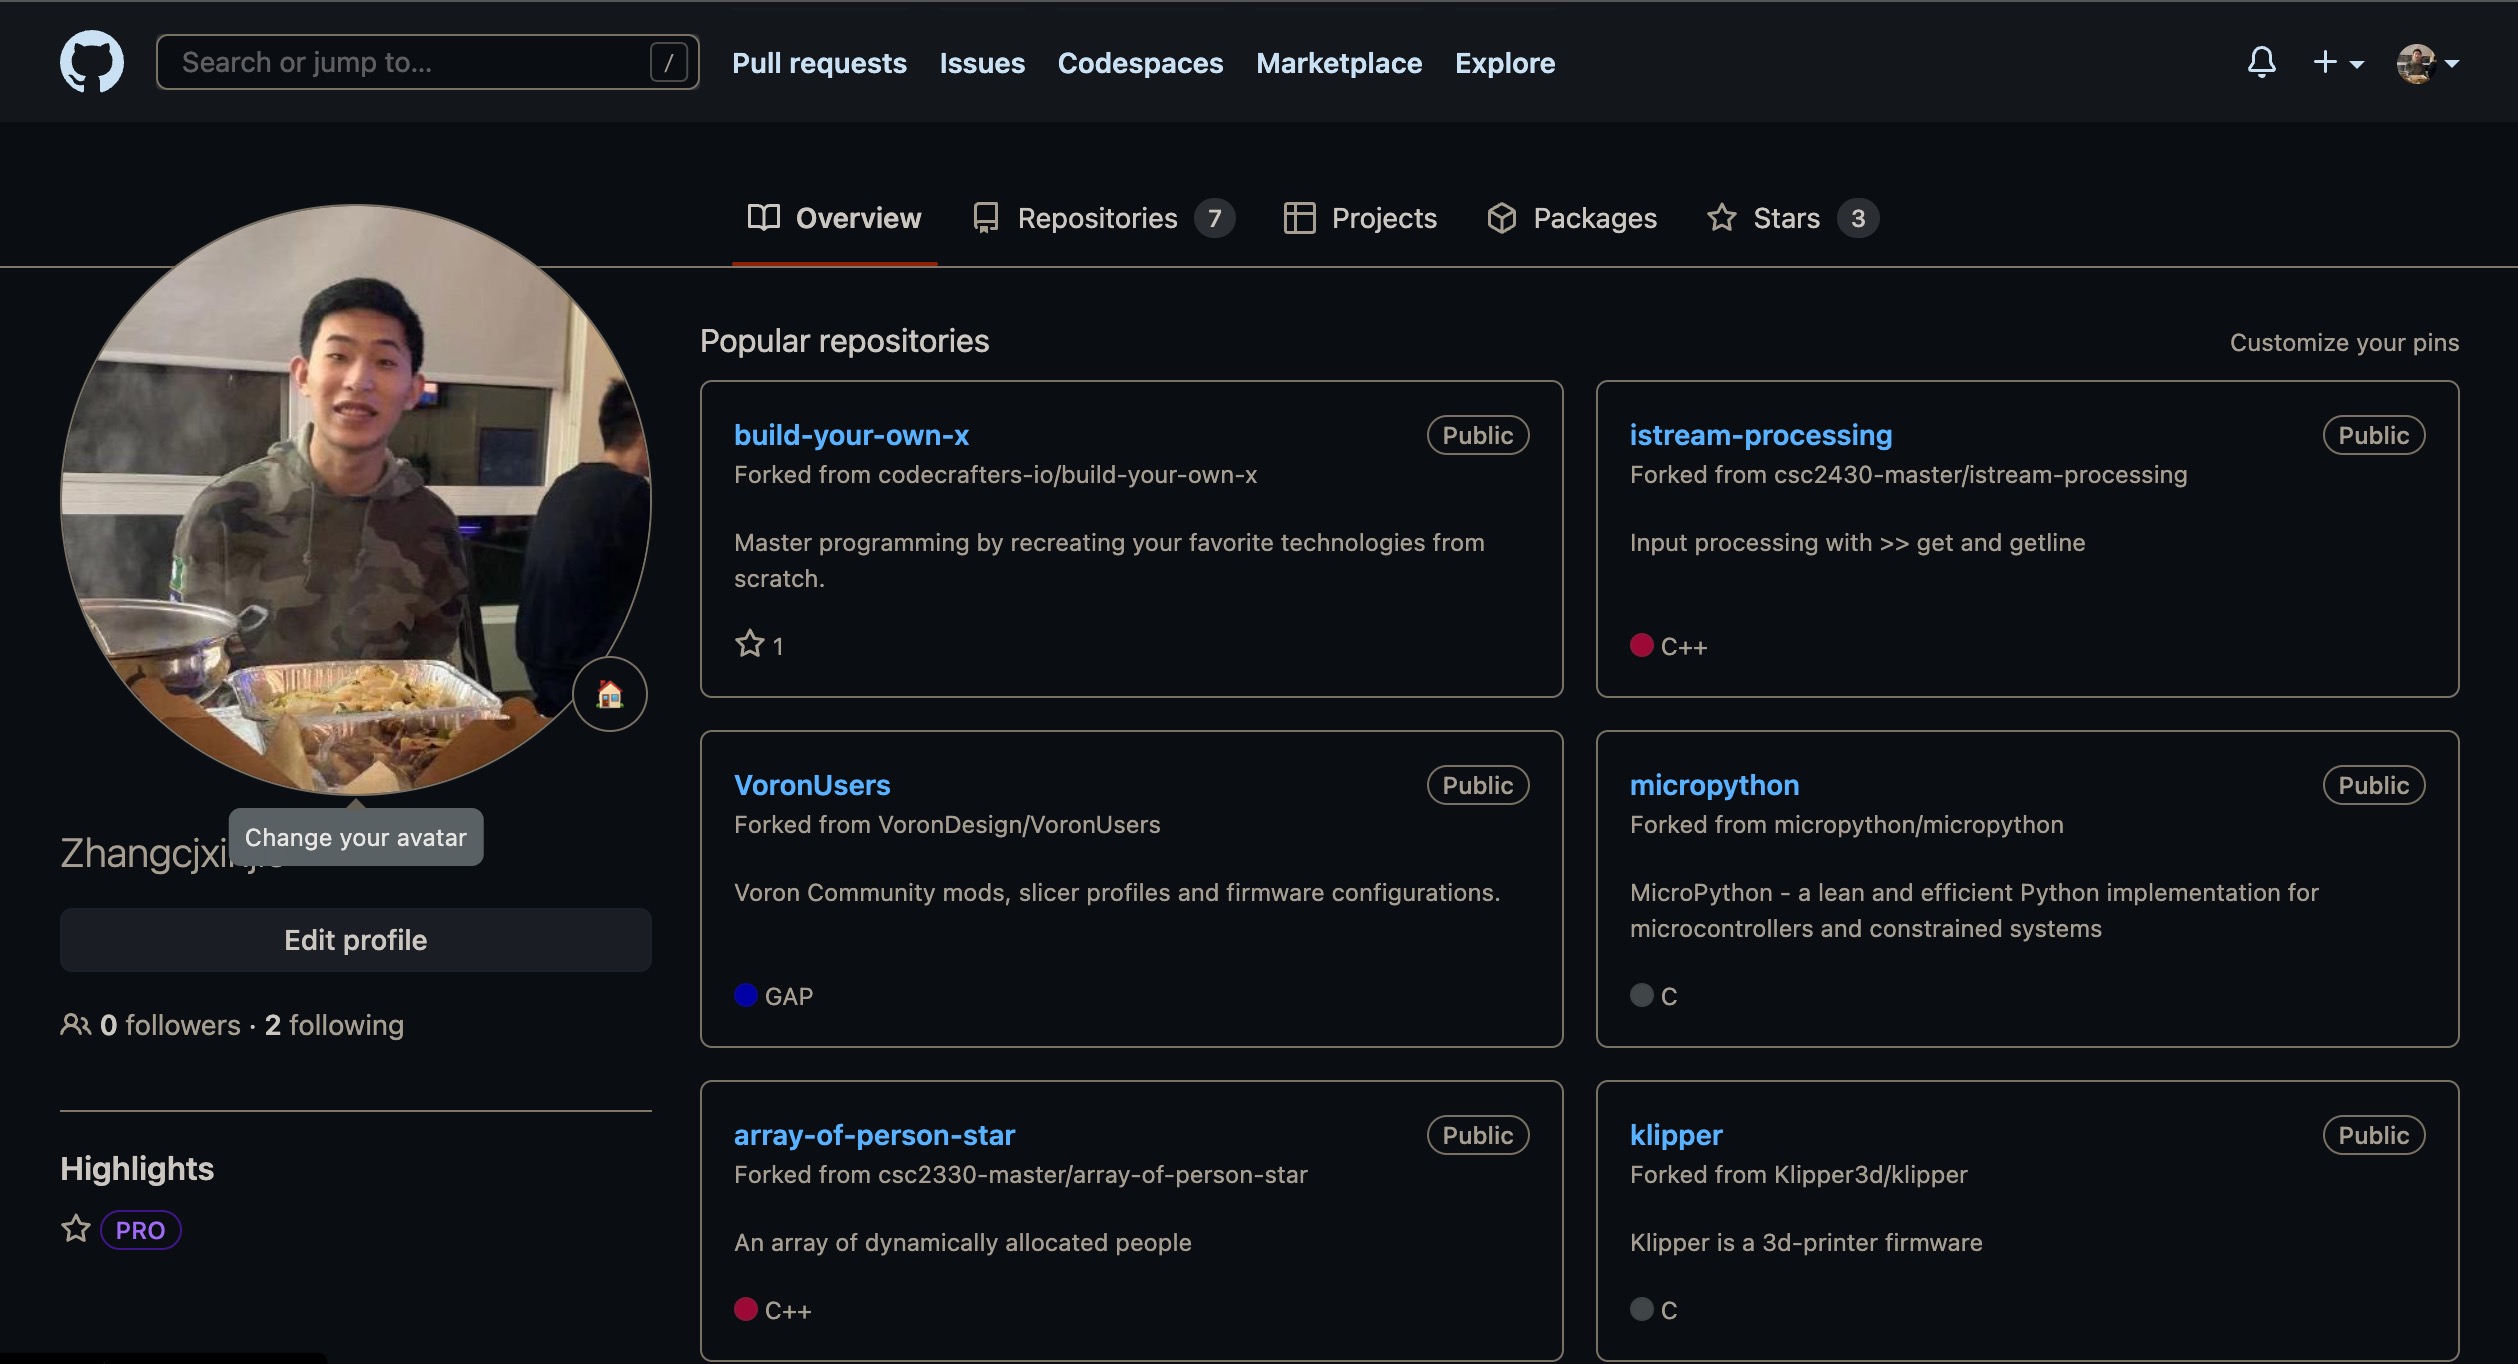 Search or jump to... /
Pull requests Issues Codespaces Marketplace Explore
Overview Repositories 7 Projects Packages Stars 3
Change your avatar
Edit profile
0 followers · 2 following
Highlights
PRO
Popular repositories
Customize your pins
build-your-own-x Public
Forked from codecrafters-io/build-your-own-x
Master programming by recreating your favorite technologies from
scratch.
1
istream-processing Public
Forked from csc2430-master/istream-processing
Input processing with >> get and getline
C++
VoronUsers Public
Forked from VoronDesign/VoronUsers
Voron Community mods, slicer profiles and firmware configurations.
GAP
micropython Public
Forked from micropython/micropython
MicroPython - a lean and efficient Python implementation for
microcontrollers and constrained systems
C
array-of-person-star Public
Forked from csc2330-master/array-of-person-star
An array of dynamically allocated people
C++
klipper Public
Forked from Klipper3d/klipper
Klipper is a 3d-printer firmware
C